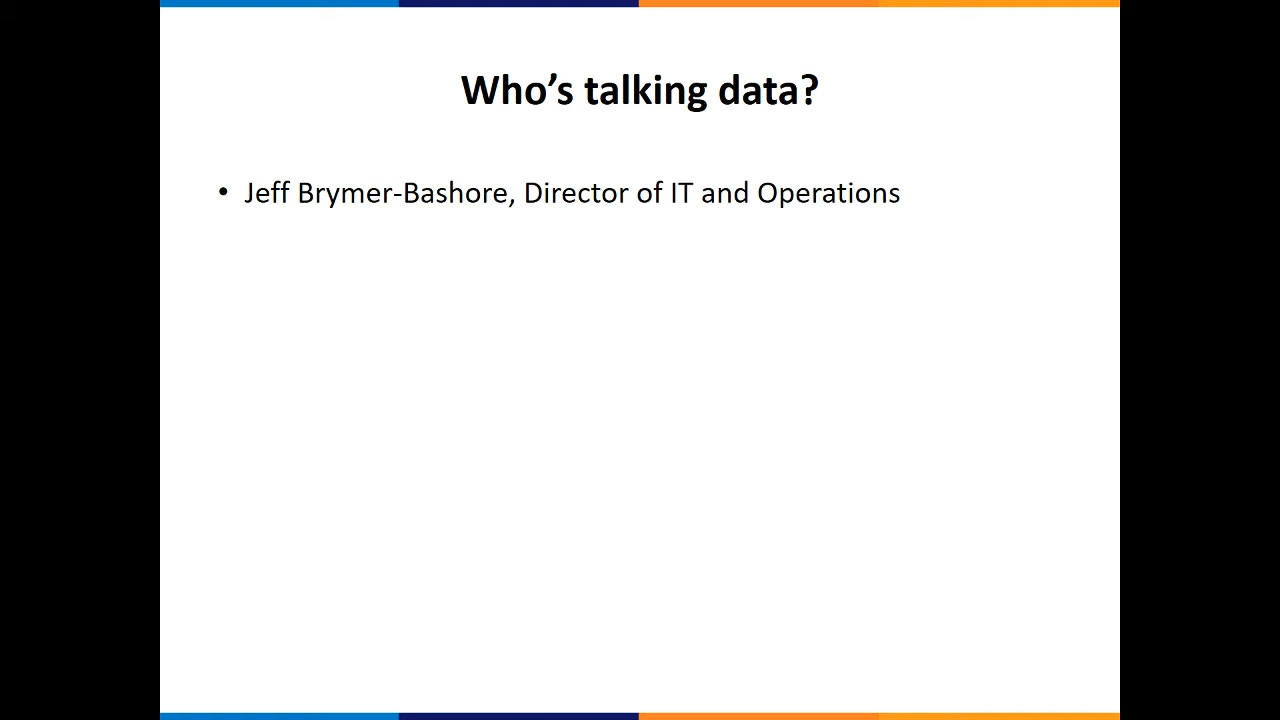 Who’s talking data?
• Jeff Brymer-Bashore, Director of IT and Operations